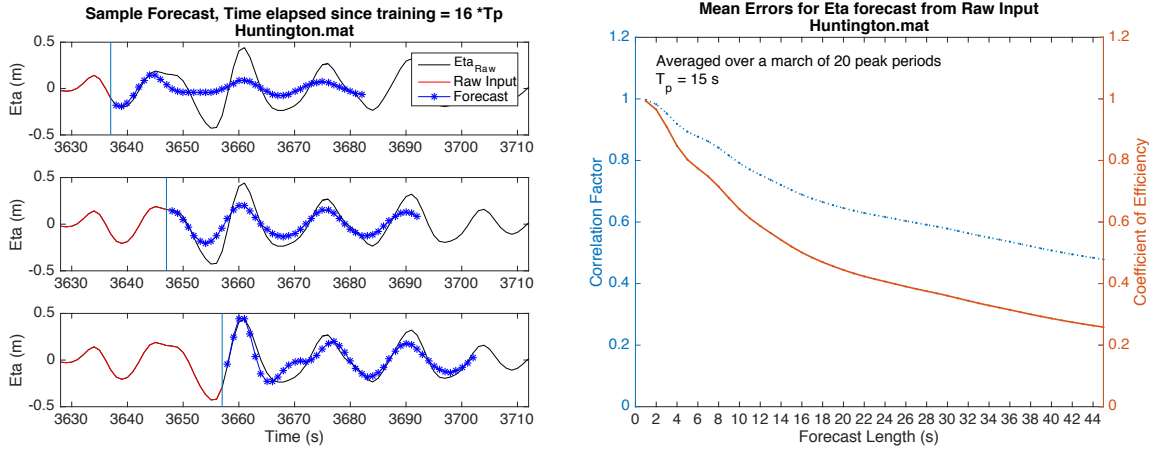 Sample Forecast, Time elapsed since training = 16 *Tp
Huntington.mat
Eta (m)
0.5
0
-0.5
Eta_Raw
Raw Input
Forecast
3630 3640 3650 3660 3670 3680 3690 3700 3710
Eta (m)
0.5
0
-0.5
3630 3640 3650 3660 3670 3680 3690 3700 3710
Eta (m)
0.5
0
-0.5
3630 3640 3650 3660 3670 3680 3690 3700 3710
Time (s)
Mean Errors for Eta forecast from Raw Input
Huntington.mat
Averaged over a march of 20 peak periods
T_p = 15 s
Correlation Factor
1.2
1
0.8
0.6
0.4
0.2
0
Coefficient of Efficiency
1.2
1
0.8
0.6
0.4
0.2
0
0 2 4 6 8 10 12 14 16 18 20 22 24 26 28 30 32 34 36 38 40 42 44
Forecast Length (s)